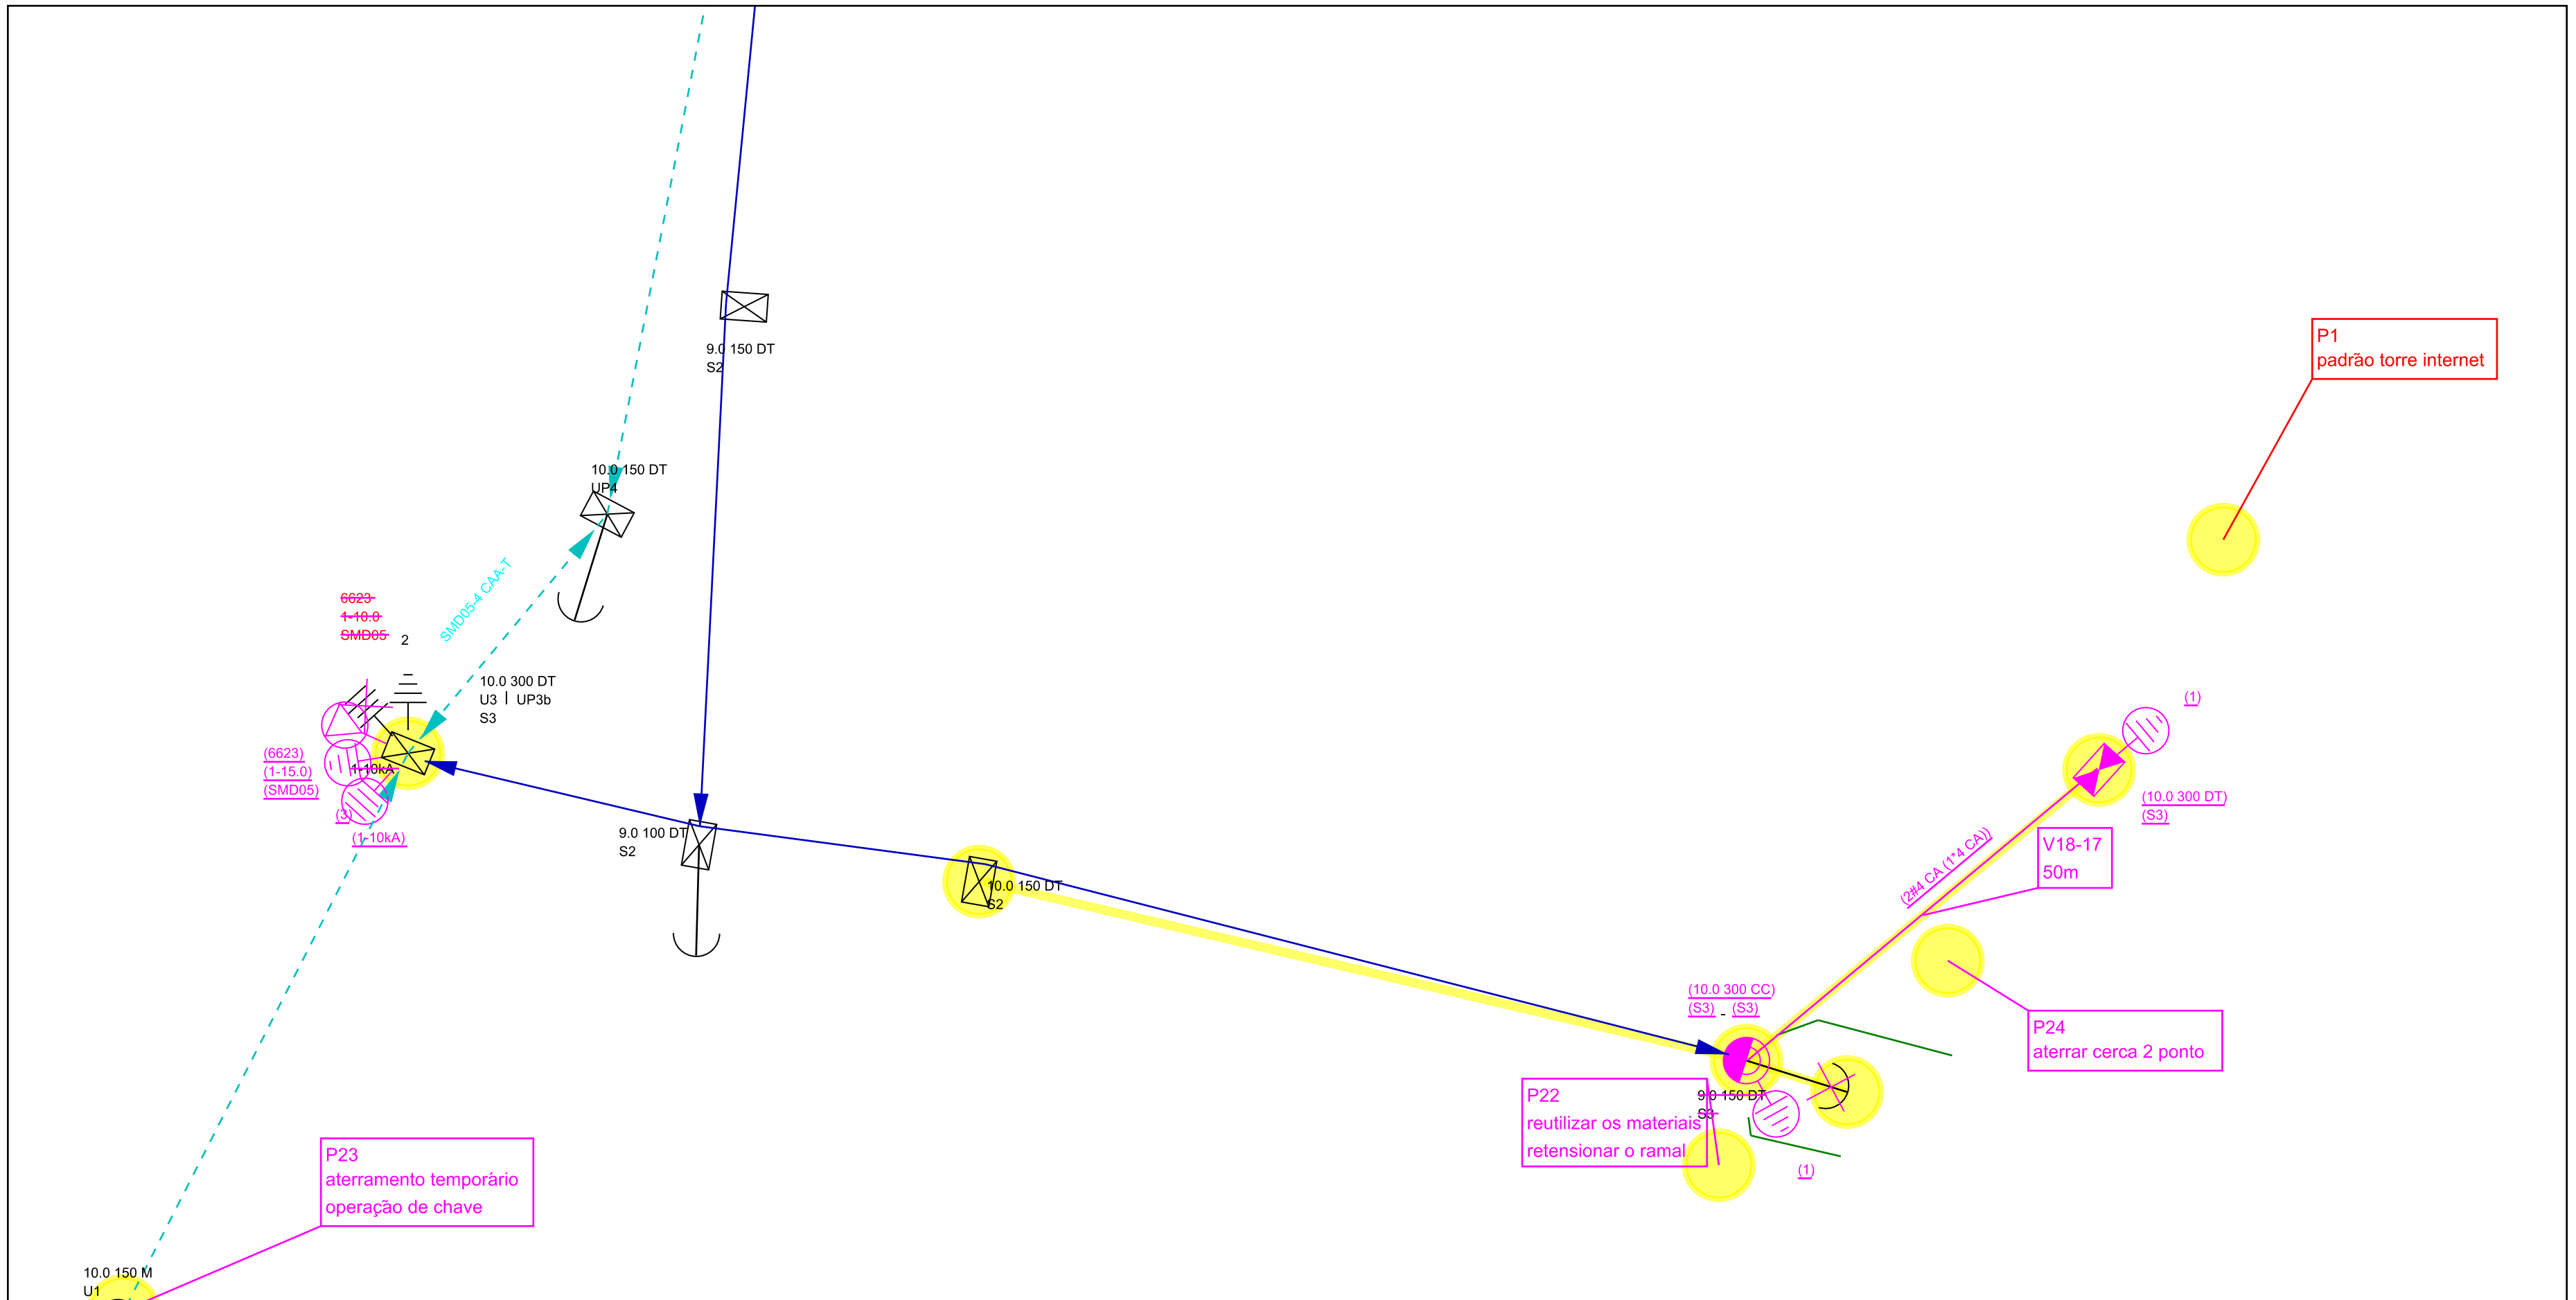 P1
padrão torre internet
9.0 150 DT
S2
10.0 150 DT
UP4
SMD05-4 CAA-T
6623
1-10.0
SMD05
2
10.0 300 DT
U3 | UP3b
S3
(6623)
(1-15.0)
(SMD05)
1-10kA
(3)
(1-10kA)
9.0 100 DT
S2
10.0 150 DT
S2
(1)
(10.0 300 DT)
(S3)
V18-17
50m
(2#4 CA (1*4 CA))
(10.0 300 CC)
(S3) - (S3)
P24
aterrar cerca 2 ponto
9.0 150 DT
S3
P22
reutilizar os materiais
retensionar o ramal
(1)
P23
aterramento temporário
operação de chave
10.0 150 M
U1